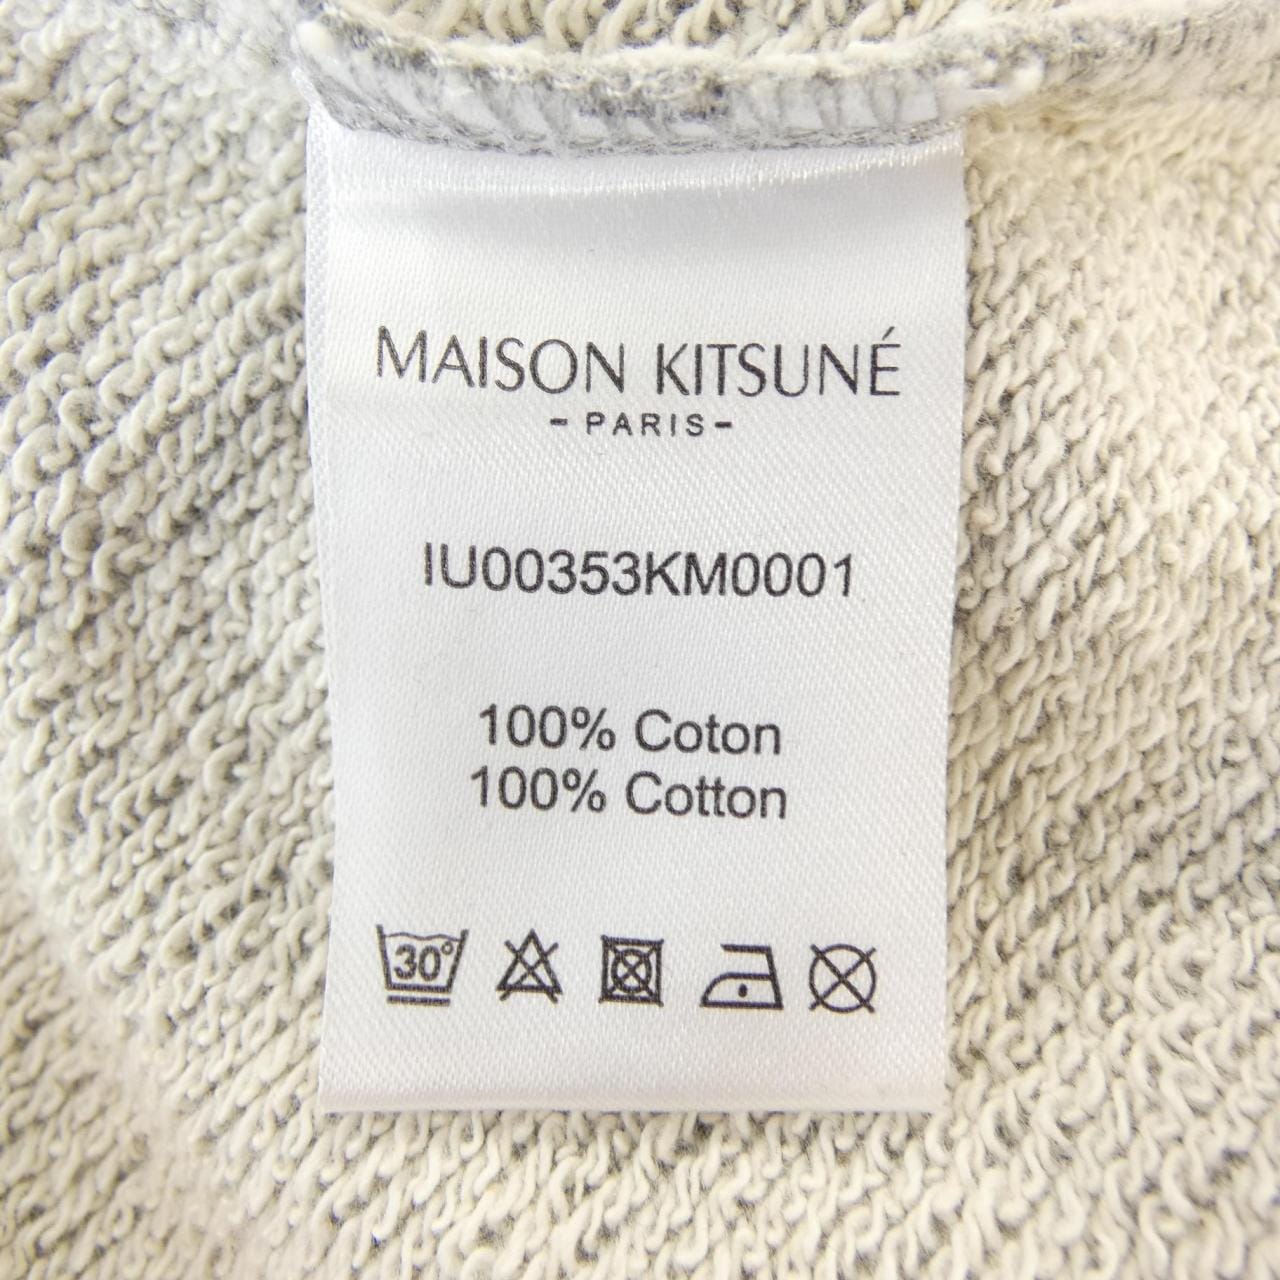 MAISON KITSUNÉ
- PARIS -
IU00353KM0001
100% Coton
100% Cotton
30°